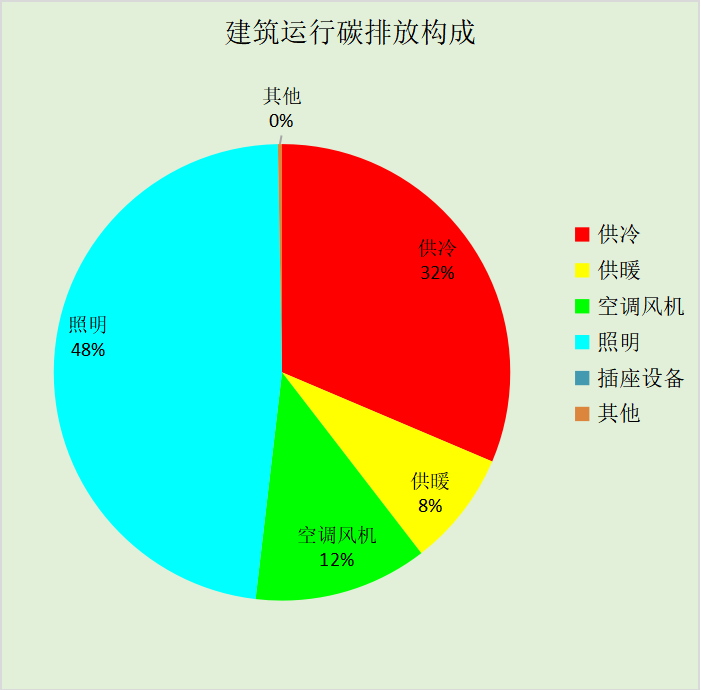 建筑运行碳排放构成
其他
0%
供冷
32%
照明
48%
供暖
8%
空调风机
12%
供冷
供暖
空调风机
照明
插座设备
其他